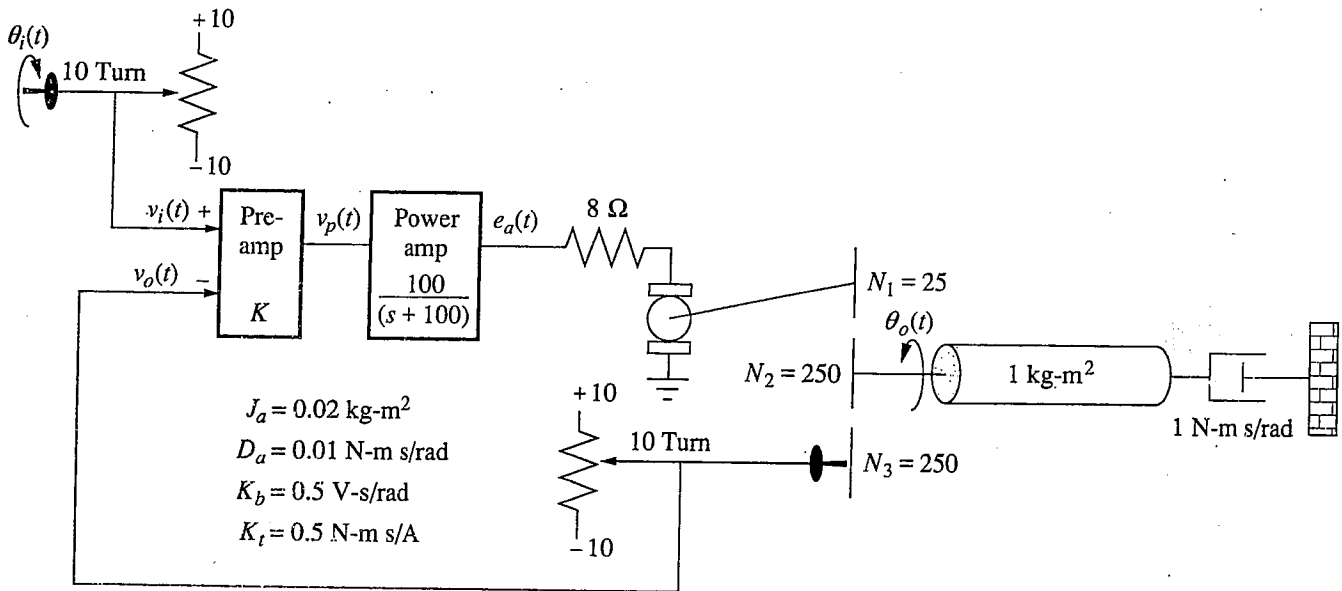 θᵢ(t)
+10
10 Turn
−10
vᵢ(t) +
Pre-
amp
K
vₚ(t)
Power
amp
100
(s + 100)
eₐ(t)
8 Ω
vₒ(t) −
N₁ = 25
θₒ(t)
N₂ = 250
1 kg-m²
1 N-m s/rad
Jₐ = 0.02 kg-m²
Dₐ = 0.01 N-m s/rad
K_b = 0.5 V-s/rad
Kₜ = 0.5 N-m s/A
+10
10 Turn
N₃ = 250
−10